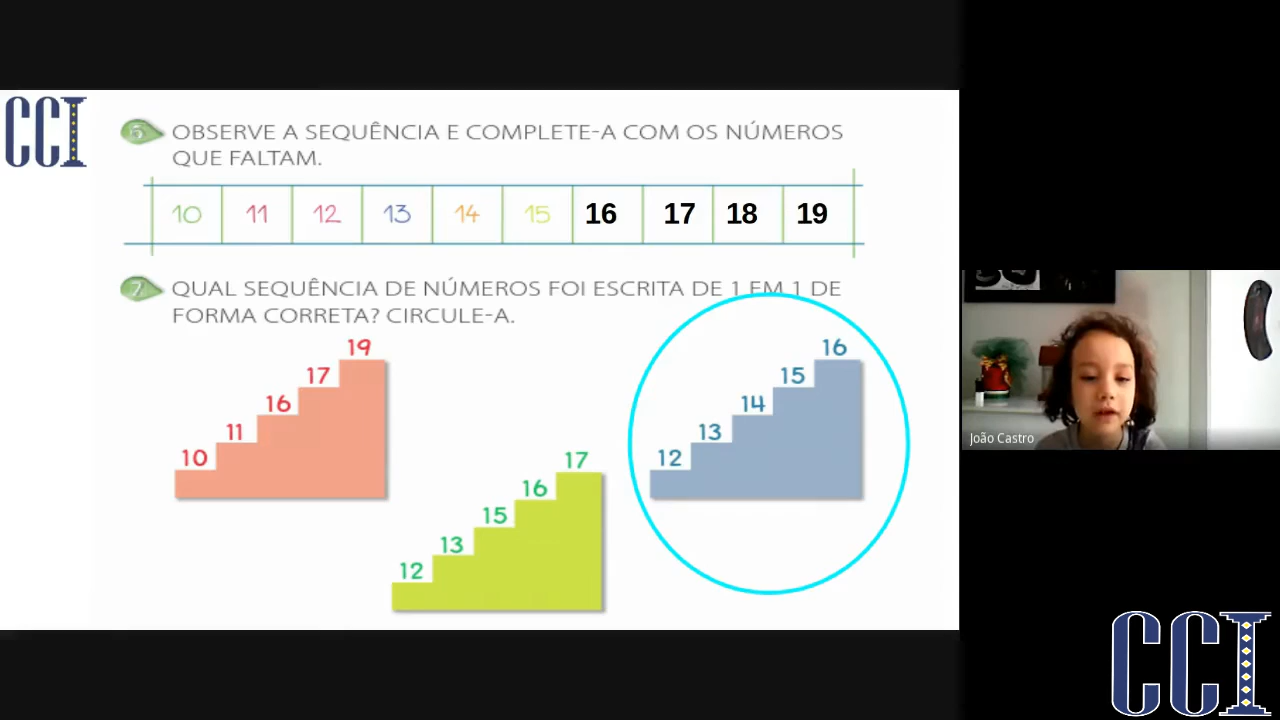 CCI
6 OBSERVE A SEQUÊNCIA E COMPLETE-A COM OS NÚMEROS
QUE FALTAM.
10 11 12 13 14 15 16 17 18 19
7 QUAL SEQUÊNCIA DE NÚMEROS FOI ESCRITA DE 1 EM 1 DE
FORMA CORRETA? CIRCULE-A.
10 11 16 17 19
12 13 15 16 17
12 13 14 15 16
João Castro
CCI